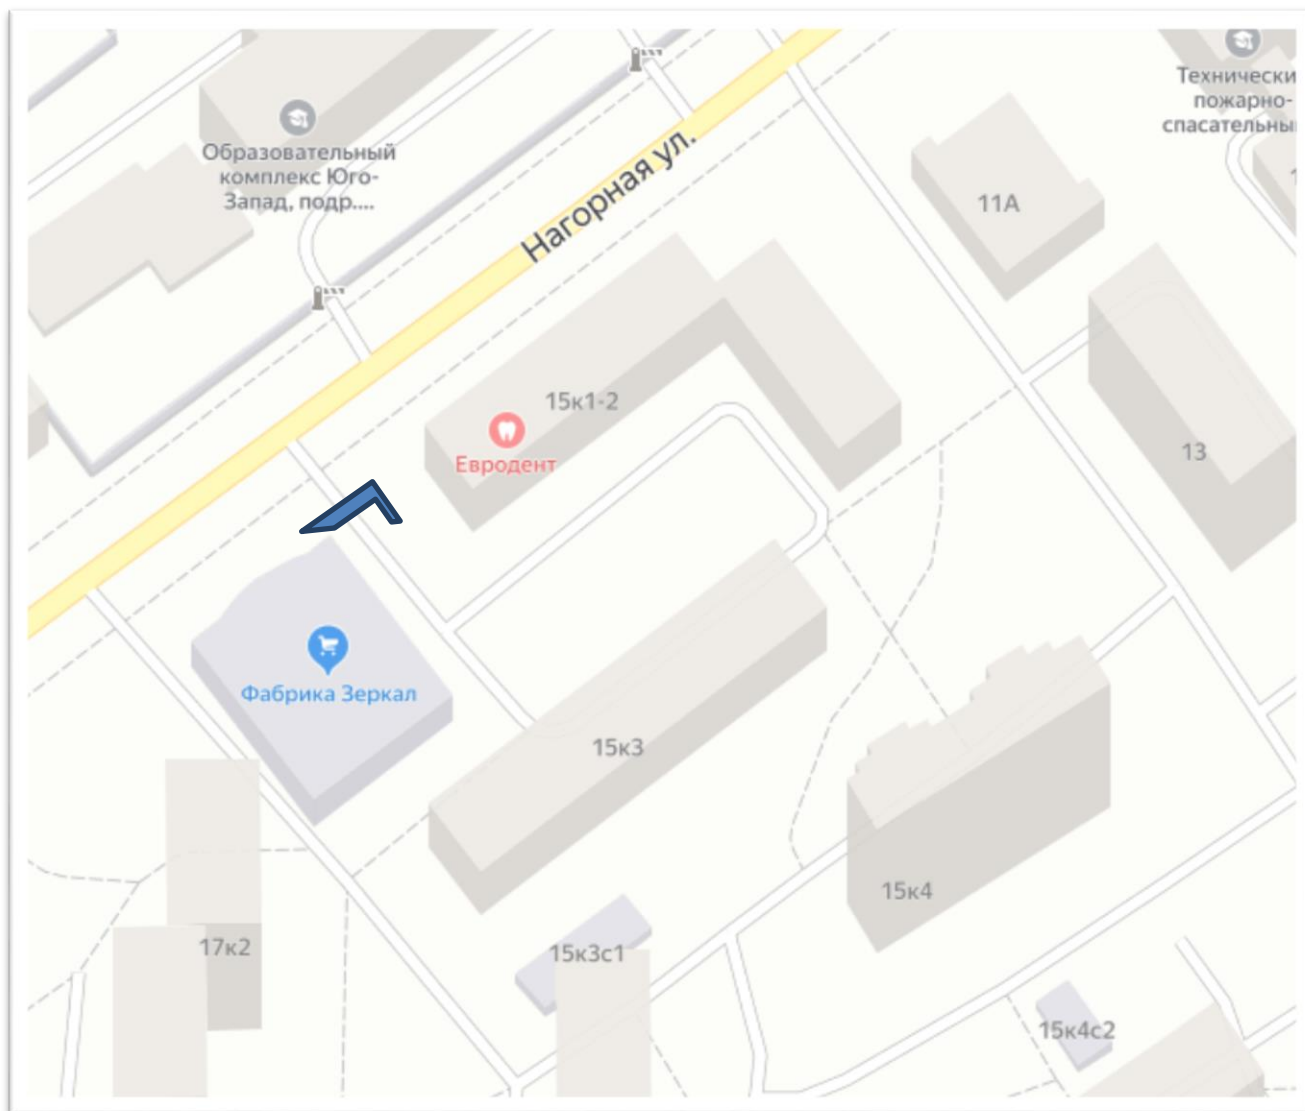 Образовательный
комплекс Юго-
Запад, подр....
Технически
пожарно-
спасательны
Нагорная ул.
11А
15к1-2
Евродент
13
Фабрика Зеркал
15к3
15к4
17к2
15к3с1
15к4с2